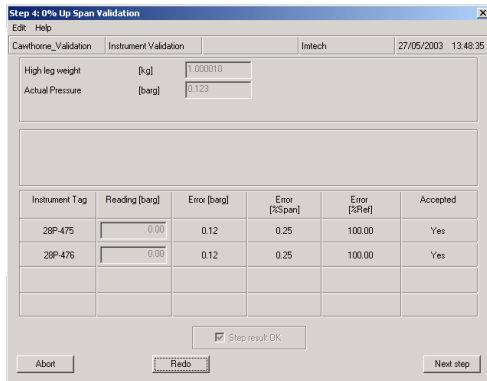 Step 4: 0% Up Span Validation
Edit Help
Cawthorne_Validation Instrument Validation Imtech 27/05/2003 13:48:35
High leg weight [kg] 1.000010
Actual Pressure [barg] 0.123
Instrument Tag Reading [barg] Error [barg] Error [%Span] Error [%Ref] Accepted
28P-475 0.00 0.12 0.25 100.00 Yes
28P-476 0.00 0.12 0.25 100.00 Yes
Step result OK
Abort Redo Next step